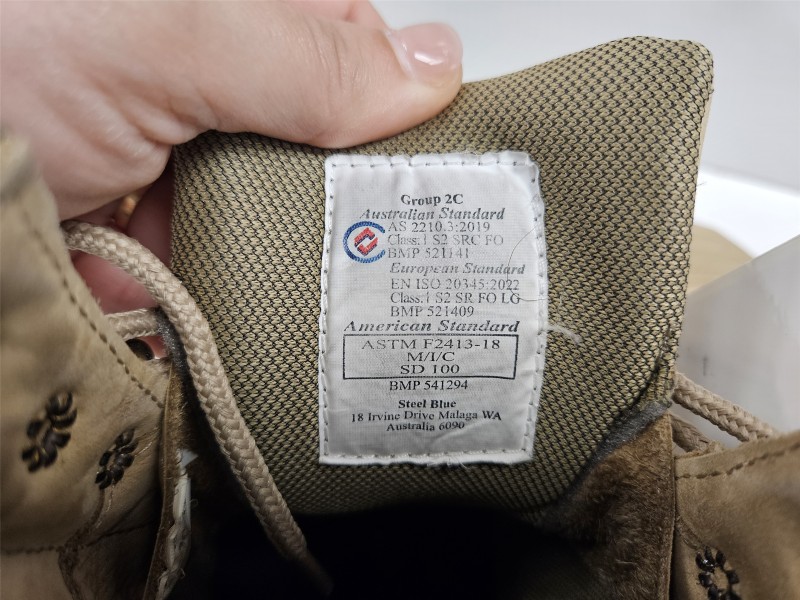 Group 2C
Australian Standard
AS 2210.3:2019
Class:I S2 SRC FO
BMP 521141
European Standard
EN ISO 20345:2022
Class:I S2 SR FO LG
BMP 521409
American Standard
ASTM F2413-18
M/I/C
SD 100
BMP 541294
Steel Blue
18 Irvine Drive Malaga WA
Australia 6090